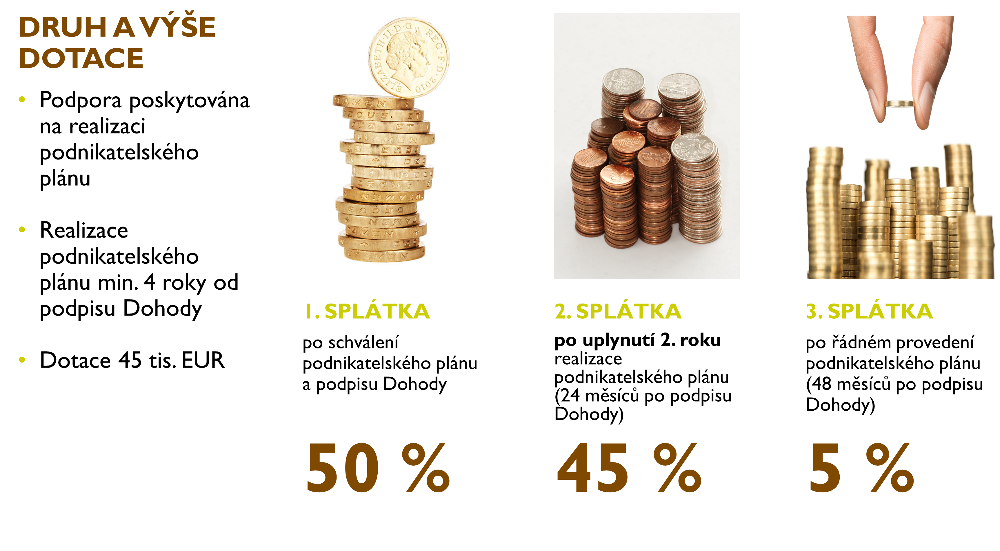 DRUH A VÝŠE
DOTACE
• Podpora poskytována
na realizaci
podnikatelského
plánu
• Realizace
podnikatelského
plánu min. 4 roky od
podpisu Dohody
• Dotace 45 tis. EUR
ELIZABETH·II·D·G REG·F·D·2010
1. SPLÁTKA
po schválení
podnikatelského plánu
a podpisu Dohody
50 %
2. SPLÁTKA
po uplynutí 2. roku
realizace
podnikatelského plánu
(24 měsíců po podpisu
Dohody)
45 %
3. SPLÁTKA
po řádném provedení
podnikatelského plánu
(48 měsíců po podpisu
Dohody)
5 %